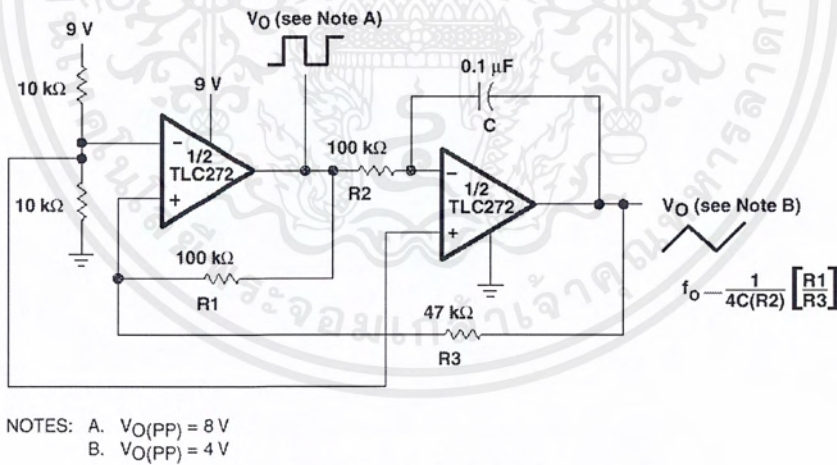 V_O (see Note A)
9 V
9 V
10 kΩ
10 kΩ
−
1/2
TLC272
+
100 kΩ
R2
0.1 μF
C
−
1/2
TLC272
+
100 kΩ
R1
47 kΩ
R3
V_O (see Note B)
f_O — 1/4C(R2) [R1/R3]
NOTES: A. V_O(PP) = 8 V
B. V_O(PP) = 4 V